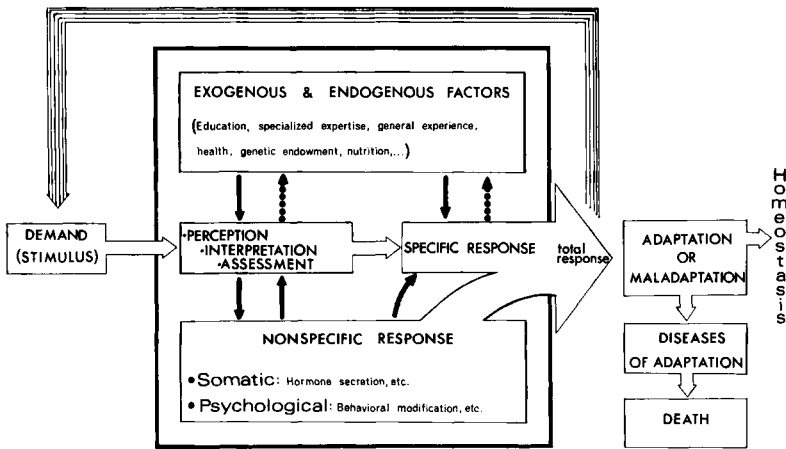 EXOGENOUS & ENDOGENOUS FACTORS
(Education, specialized expertise, general experience,
health, genetic endowment, nutrition,...)
DEMAND
(STIMULUS)
•PERCEPTION
•INTERPRETATION
•ASSESSMENT
SPECIFIC RESPONSE
total
response
ADAPTATION
OR
MALADAPTATION
Homeostasis
NONSPECIFIC RESPONSE
• Somatic: Hormone secretion, etc.
• Psychological: Behavioral modification, etc.
DISEASES
OF ADAPTATION
DEATH